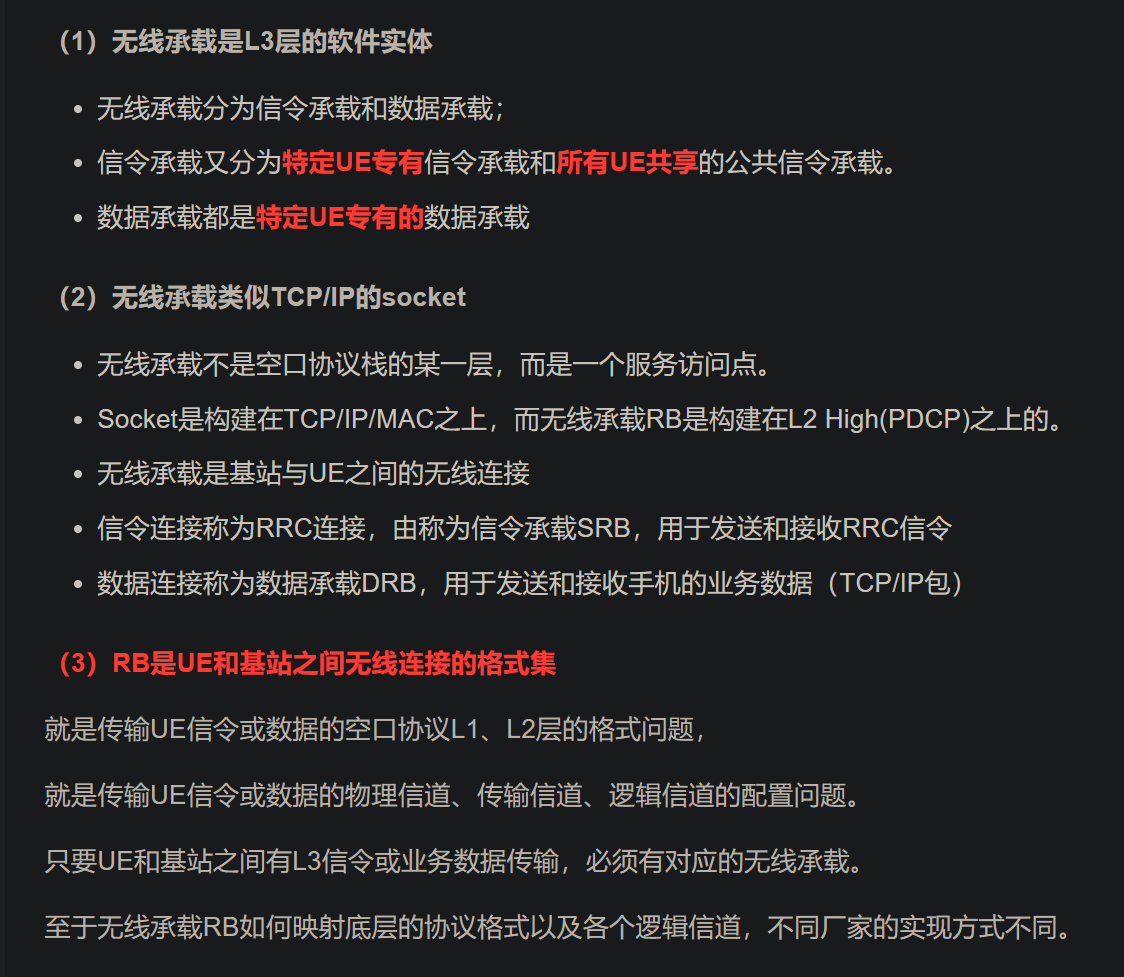 （1）无线承载是L3层的软件实体
• 无线承载分为信令承载和数据承载；
• 信令承载又分为特定UE专有信令承载和所有UE共享的公共信令承载。
• 数据承载都是特定UE专有的数据承载
（2）无线承载类似TCP/IP的socket
• 无线承载不是空口协议栈的某一层，而是一个服务访问点。
• Socket是构建在TCP/IP/MAC之上，而无线承载RB是构建在L2 High(PDCP)之上的。
• 无线承载是基站与UE之间的无线连接
• 信令连接称为RRC连接，由称为信令承载SRB，用于发送和接收RRC信令
• 数据连接称为数据承载DRB，用于发送和接收手机的业务数据（TCP/IP包）
（3）RB是UE和基站之间无线连接的格式集
就是传输UE信令或数据的空口协议L1、L2层的格式问题，
就是传输UE信令或数据的物理信道、传输信道、逻辑信道的配置问题。
只要UE和基站之间有L3信令或业务数据传输，必须有对应的无线承载。
至于无线承载RB如何映射底层的协议格式以及各个逻辑信道，不同厂家的实现方式不同。